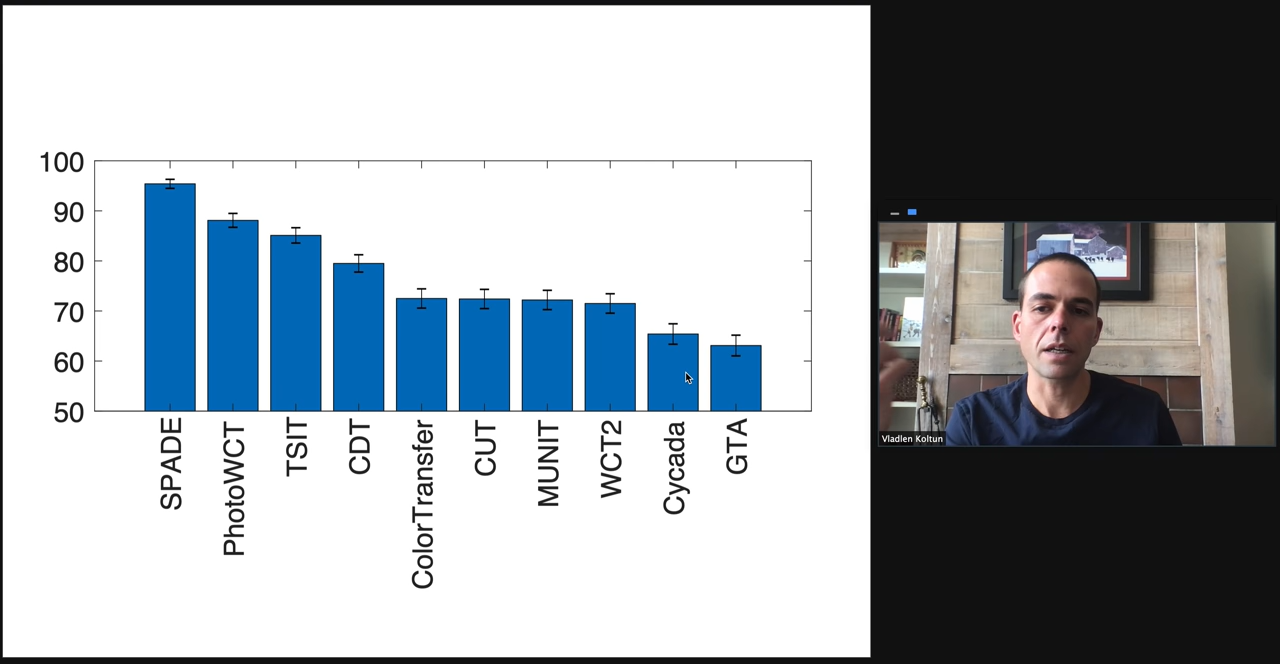 100
90
80
70
60
50
SPADE
PhotoWCT
TSIT
CDT
ColorTransfer
CUT
MUNIT
WCT2
Cycada
GTA
Vladlen Koltun